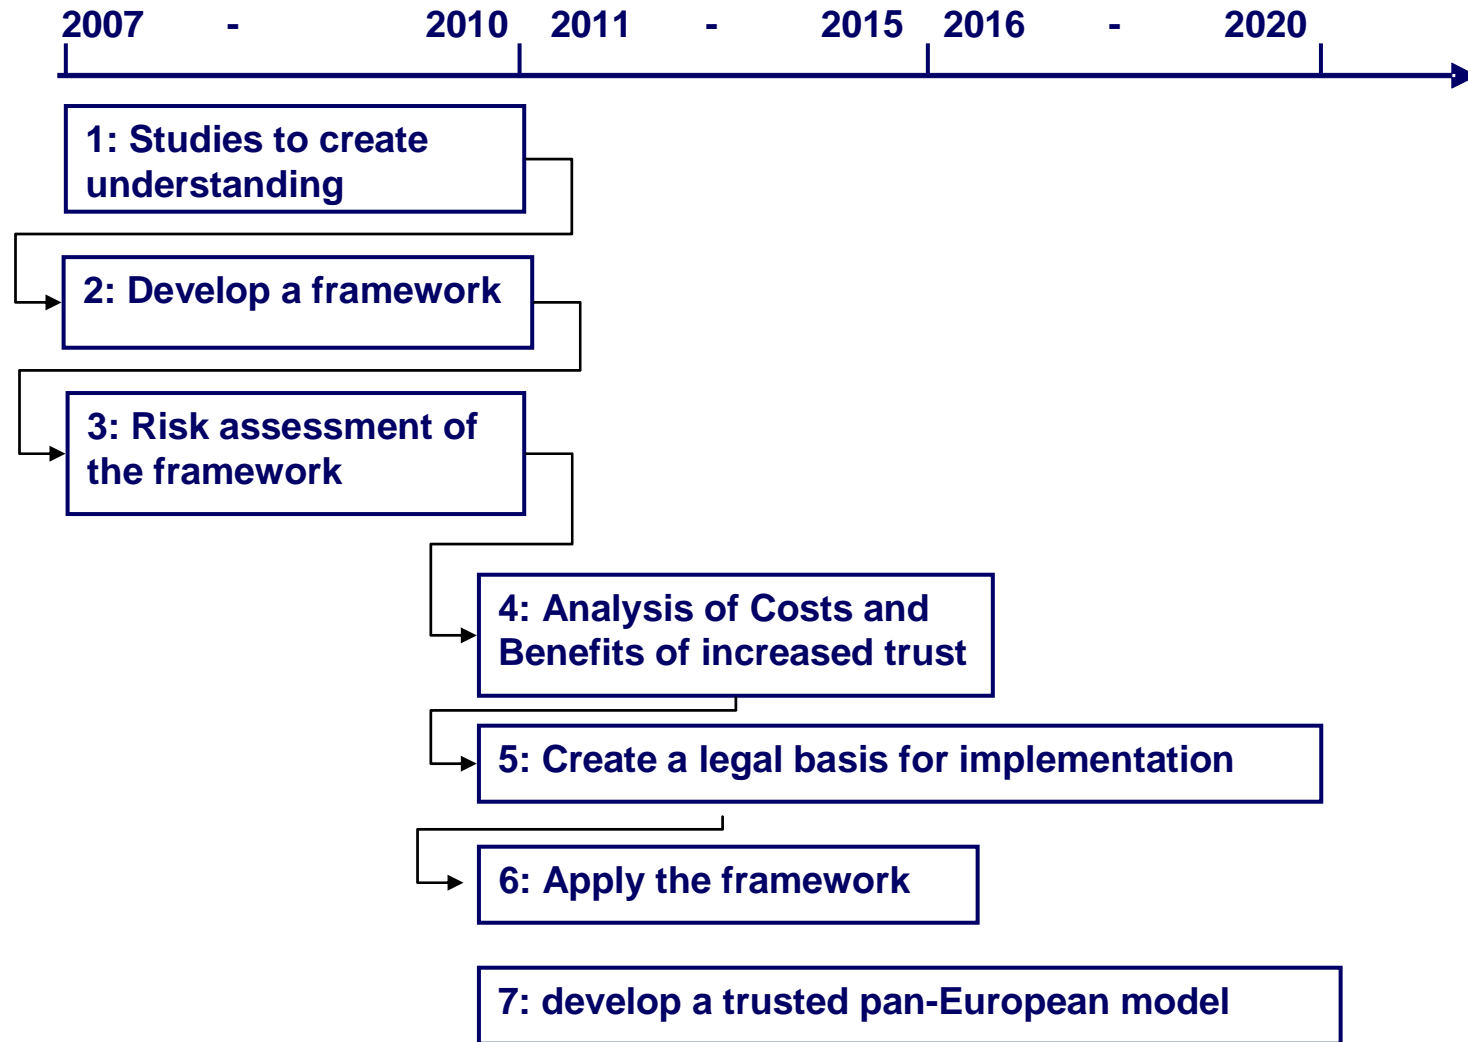 2007 - 2010 2011 - 2015 2016 - 2020
1: Studies to create
understanding
2: Develop a framework
3: Risk assessment of
the framework
4: Analysis of Costs and
Benefits of increased trust
5: Create a legal basis for implementation
6: Apply the framework
7: develop a trusted pan-European model